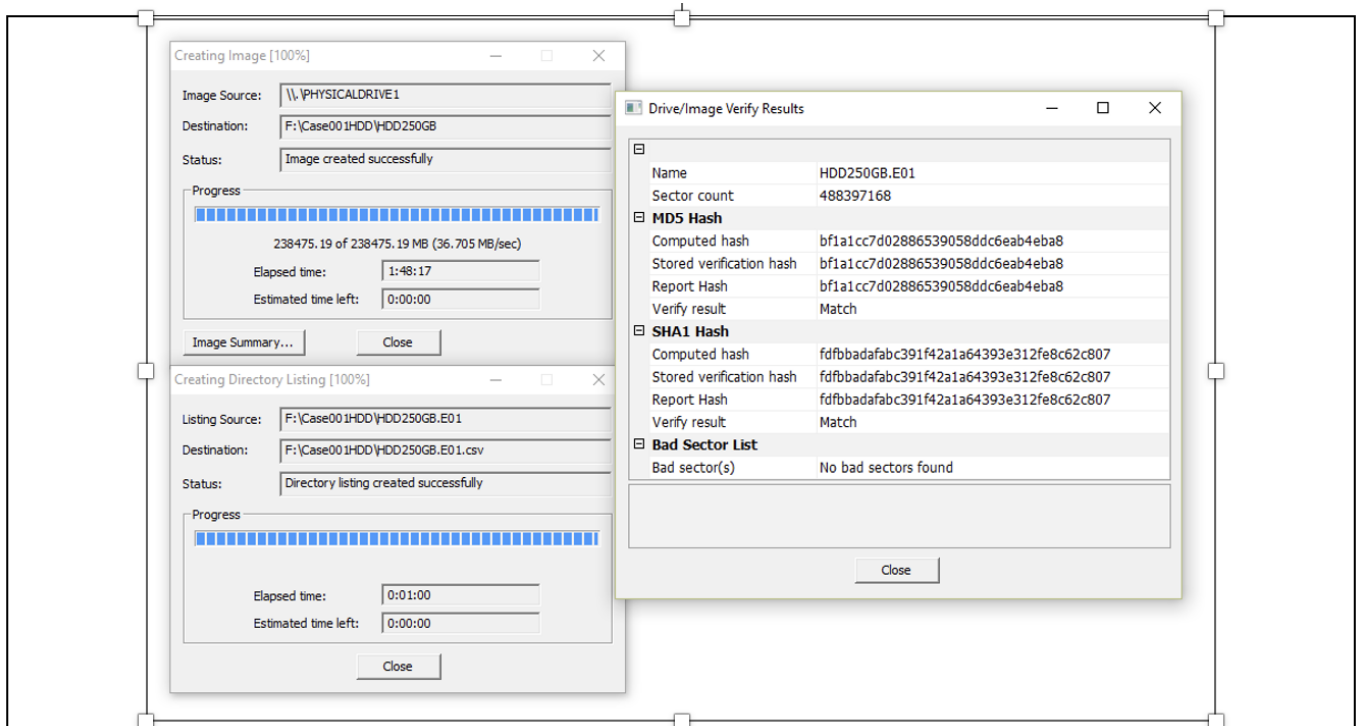 Creating Image [100%]
Image Source: \\.\PHYSICALDRIVE1
Destination: F:\Case001HDD\HDD250GB
Status: Image created successfully
Progress
238475.19 of 238475.19 MB (36.705 MB/sec)
Elapsed time: 1:48:17
Estimated time left: 0:00:00
Image Summary... Close
Creating Directory Listing [100%]
Listing Source: F:\Case001HDD\HDD250GB.E01
Destination: F:\Case001HDD\HDD250GB.E01.csv
Status: Directory listing created successfully
Progress
Elapsed time: 0:01:00
Estimated time left: 0:00:00
Close
Drive/Image Verify Results
Name HDD250GB.E01
Sector count 488397168
MD5 Hash
Computed hash bf1a1cc7d02886539058ddc6eab4eba8
Stored verification hash bf1a1cc7d02886539058ddc6eab4eba8
Report Hash bf1a1cc7d02886539058ddc6eab4eba8
Verify result Match
SHA1 Hash
Computed hash fdfbbadafabc391f42a1a64393e312fe8c62c807
Stored verification hash fdfbbadafabc391f42a1a64393e312fe8c62c807
Report Hash fdfbbadafabc391f42a1a64393e312fe8c62c807
Verify result Match
Bad Sector List
Bad sector(s) No bad sectors found
Close